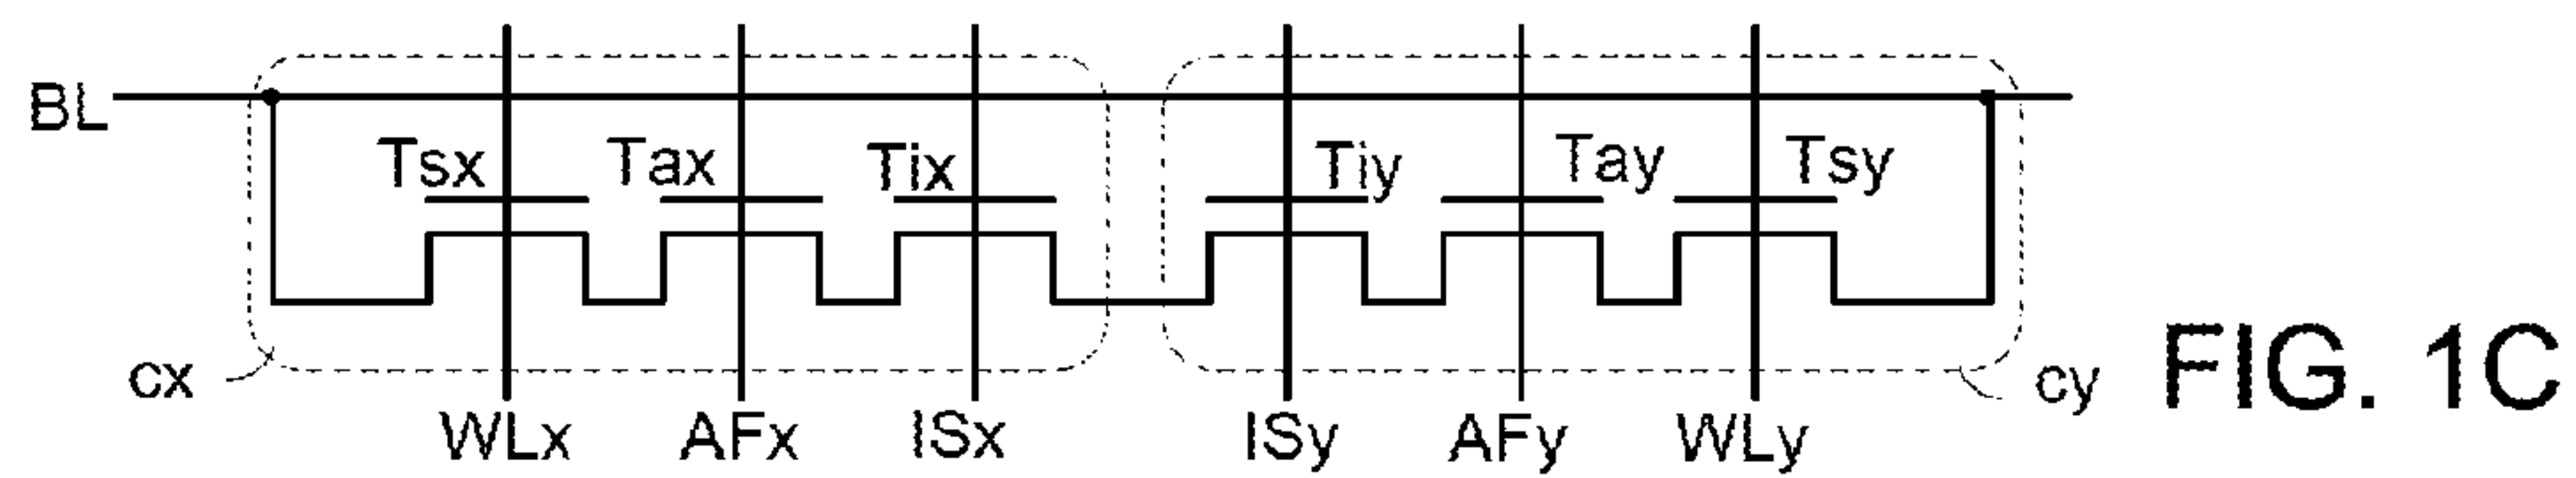 BL
Tsx Tax Tix Tiy Tay Tsy
cx cy
WLx AFx ISx ISy AFy WLy
FIG. 1C